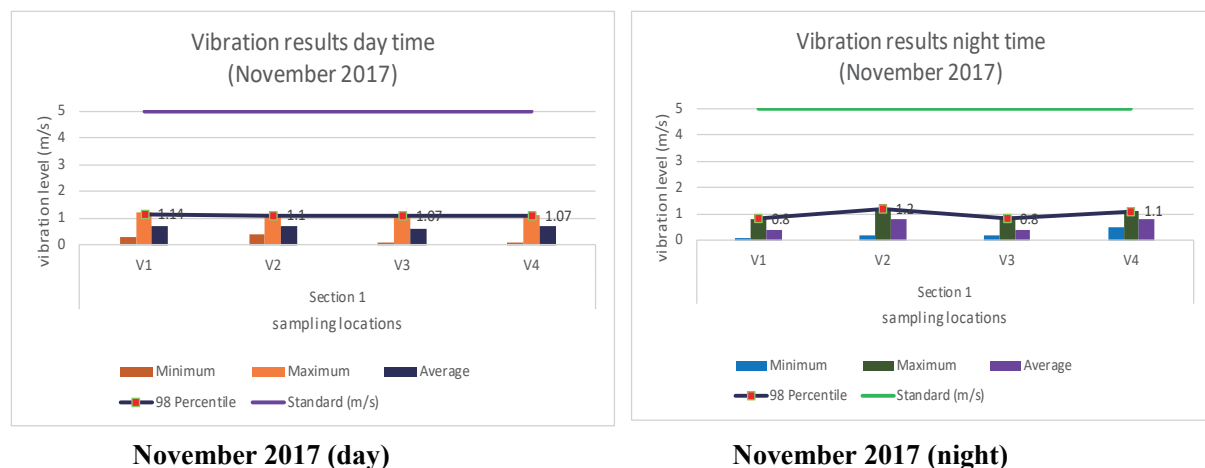 Vibration results day time
(November 2017)
vibration level (m/s)
5
4
3
2
1
0
1.14
1.1
1.07
1.07
V1 V2 V3 V4
Section 1
sampling locations
Minimum Maximum Average
98 Percentile Standard (m/s)
November 2017 (day)
Vibration results night time
(November 2017)
vibration level (m/s)
5
4
3
2
1
0
0.8
1.2
0.8
1.1
V1 V2 V3 V4
Section 1
sampling locations
Minimum Maximum Average
98 Percentile Standard (m/s)
November 2017 (night)